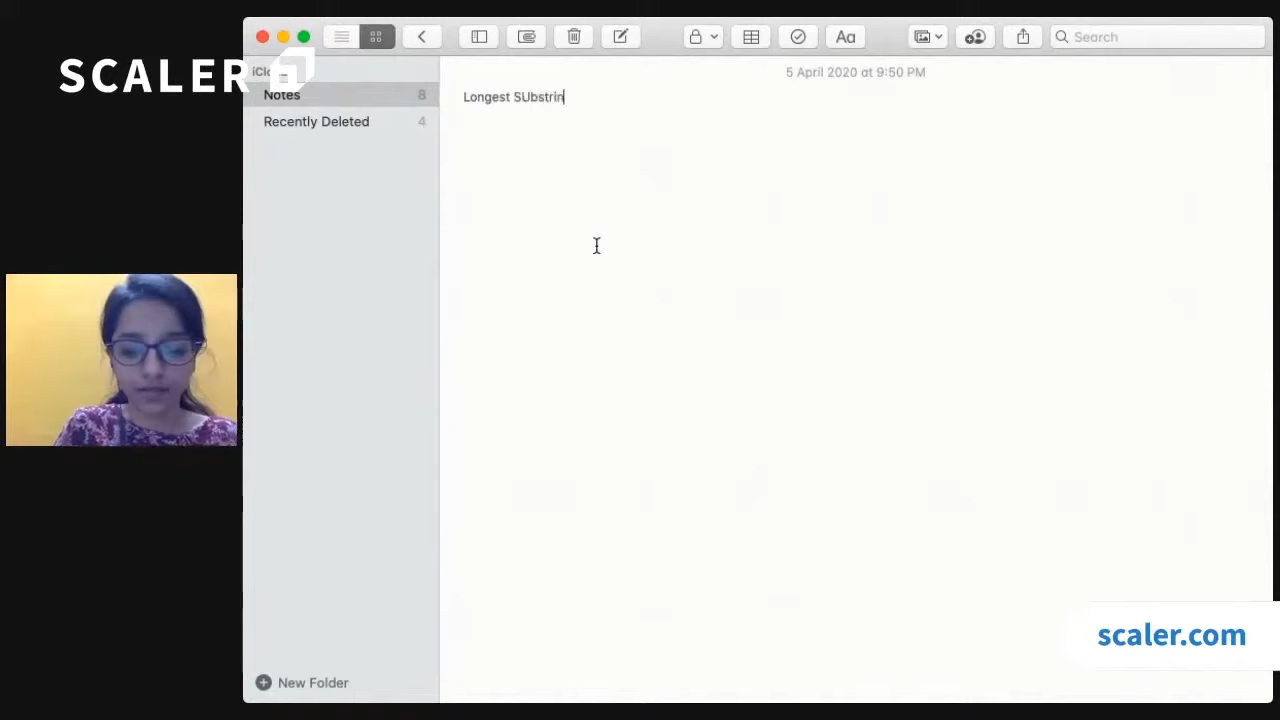 SCALER
Search
5 April 2020 at 9:50 PM
Notes 8
Longest SUbstrin
Recently Deleted 4
New Folder
scaler.com